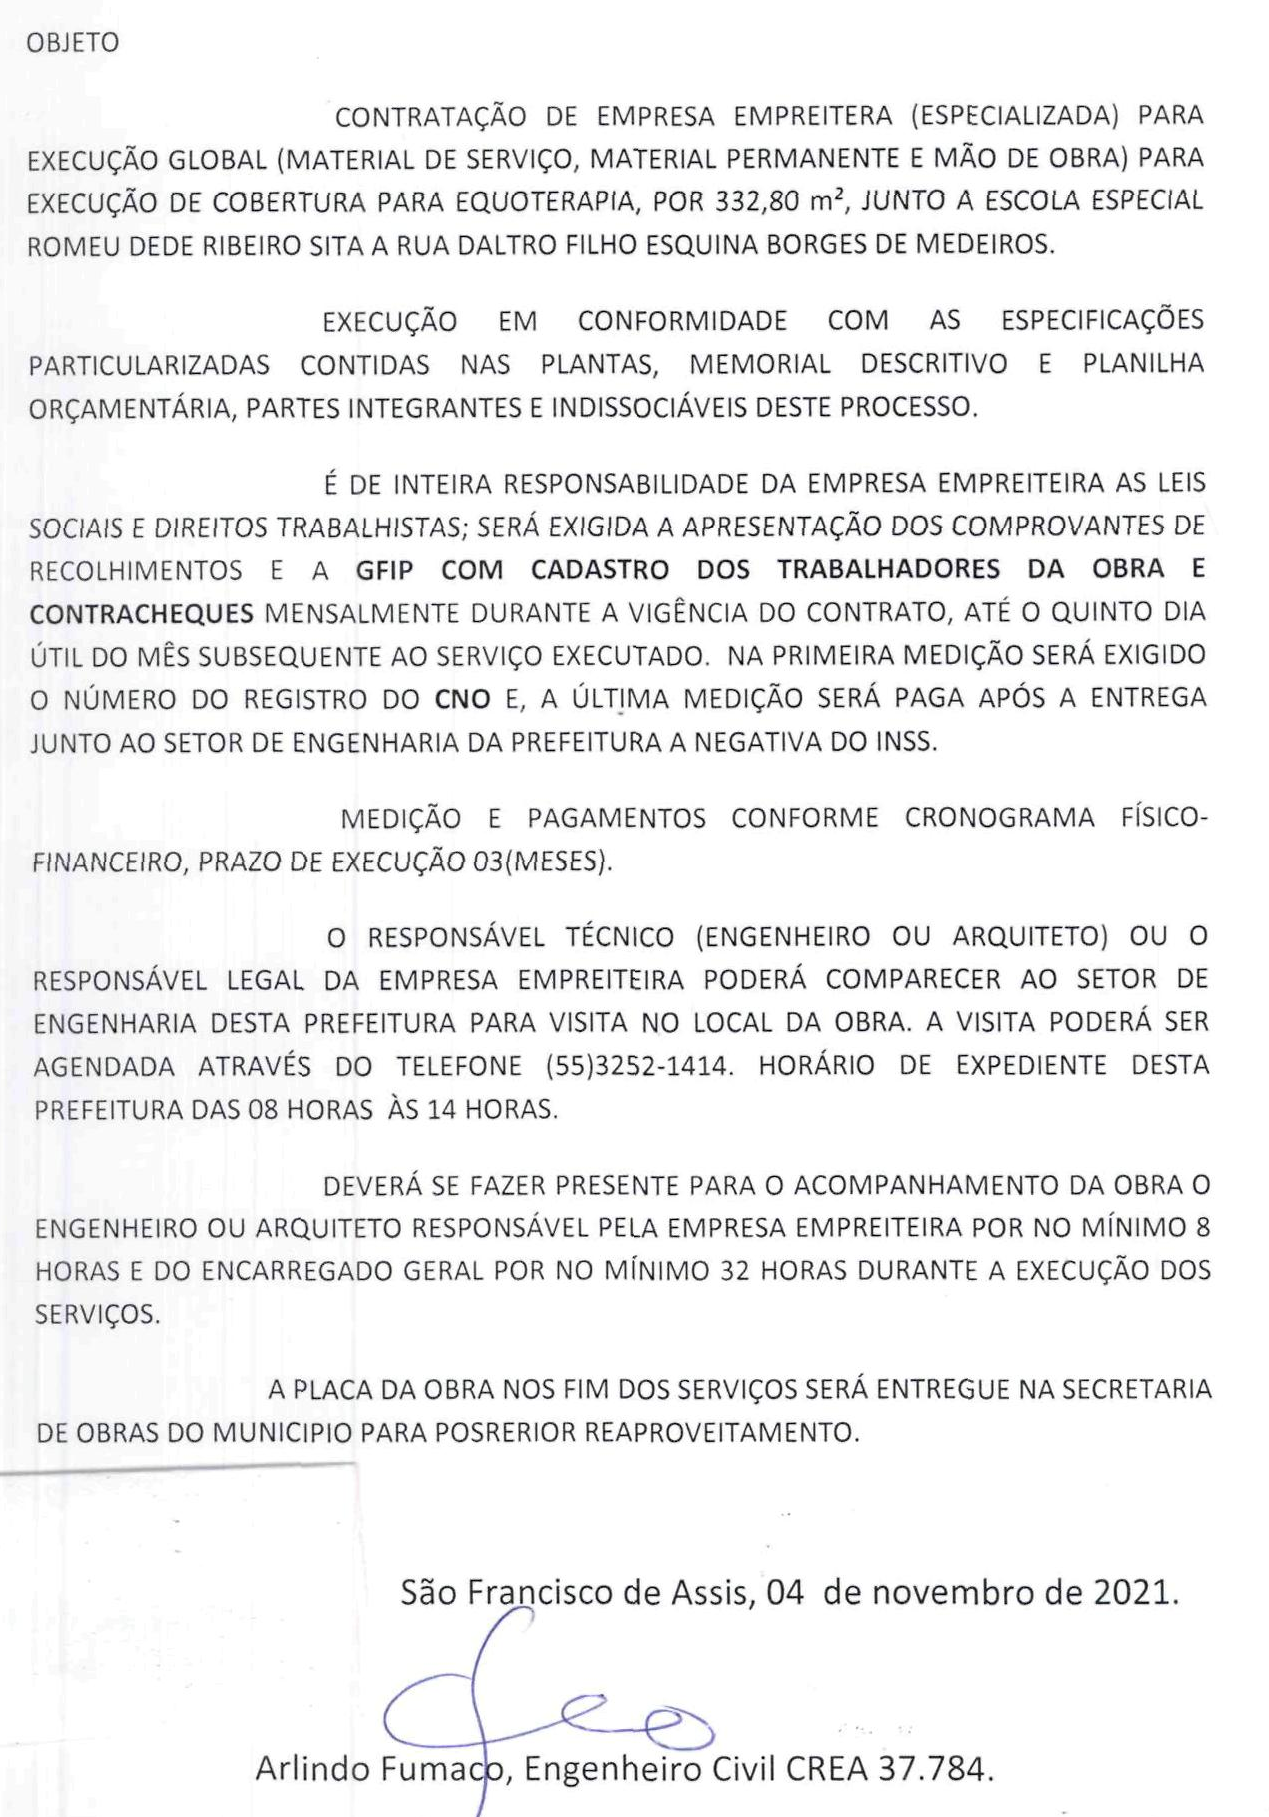 OBJETO
CONTRATAÇÃO DE EMPRESA EMPREITERA (ESPECIALIZADA) PARA
EXECUÇÃO GLOBAL (MATERIAL DE SERVIÇO, MATERIAL PERMANENTE E MÃO DE OBRA) PARA
EXECUÇÃO DE COBERTURA PARA EQUOTERAPIA, POR 332,80 m², JUNTO A ESCOLA ESPECIAL
ROMEU DEDE RIBEIRO SITA A RUA DALTRO FILHO ESQUINA BORGES DE MEDEIROS.
EXECUÇÃO EM CONFORMIDADE COM AS ESPECIFICAÇÕES
PARTICULARIZADAS CONTIDAS NAS PLANTAS, MEMORIAL DESCRITIVO E PLANILHA
ORÇAMENTÁRIA, PARTES INTEGRANTES E INDISSOCIÁVEIS DESTE PROCESSO.
É DE INTEIRA RESPONSABILIDADE DA EMPRESA EMPREITEIRA AS LEIS
SOCIAIS E DIREITOS TRABALHISTAS; SERÁ EXIGIDA A APRESENTAÇÃO DOS COMPROVANTES DE
RECOLHIMENTOS E A GFIP COM CADASTRO DOS TRABALHADORES DA OBRA E
CONTRACHEQUES MENSALMENTE DURANTE A VIGÊNCIA DO CONTRATO, ATÉ O QUINTO DIA
ÚTIL DO MÊS SUBSEQUENTE AO SERVIÇO EXECUTADO. NA PRIMEIRA MEDIÇÃO SERÁ EXIGIDO
O NÚMERO DO REGISTRO DO CNO E, A ÚLTIMA MEDIÇÃO SERÁ PAGA APÓS A ENTREGA
JUNTO AO SETOR DE ENGENHARIA DA PREFEITURA A NEGATIVA DO INSS.
MEDIÇÃO E PAGAMENTOS CONFORME CRONOGRAMA FÍSICO-
FINANCEIRO, PRAZO DE EXECUÇÃO 03(MESES).
O RESPONSÁVEL TÉCNICO (ENGENHEIRO OU ARQUITETO) OU O
RESPONSÁVEL LEGAL DA EMPRESA EMPREITEIRA PODERÁ COMPARECER AO SETOR DE
ENGENHARIA DESTA PREFEITURA PARA VISITA NO LOCAL DA OBRA. A VISITA PODERÁ SER
AGENDADA ATRAVÉS DO TELEFONE (55)3252-1414. HORÁRIO DE EXPEDIENTE DESTA
PREFEITURA DAS 08 HORAS ÀS 14 HORAS.
DEVERÁ SE FAZER PRESENTE PARA O ACOMPANHAMENTO DA OBRA O
ENGENHEIRO OU ARQUITETO RESPONSÁVEL PELA EMPRESA EMPREITEIRA POR NO MÍNIMO 8
HORAS E DO ENCARREGADO GERAL POR NO MÍNIMO 32 HORAS DURANTE A EXECUÇÃO DOS
SERVIÇOS.
A PLACA DA OBRA NOS FIM DOS SERVIÇOS SERÁ ENTREGUE NA SECRETARIA
DE OBRAS DO MUNICIPIO PARA POSRERIOR REAPROVEITAMENTO.
São Francisco de Assis, 04 de novembro de 2021.
Arlindo Fumaco, Engenheiro Civil CREA 37.784.